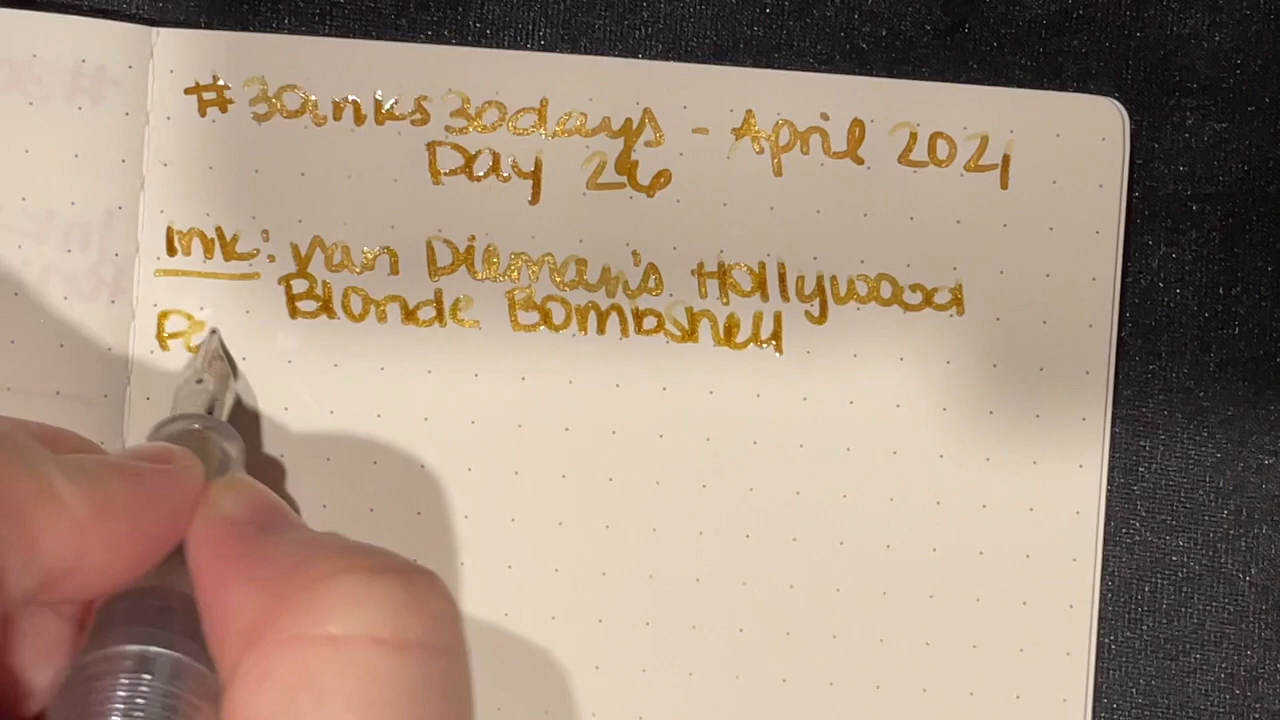 #30inks30days - April 2021
Day 26
Ink: Van Dieman's Hollywood
Blonde Bombshell